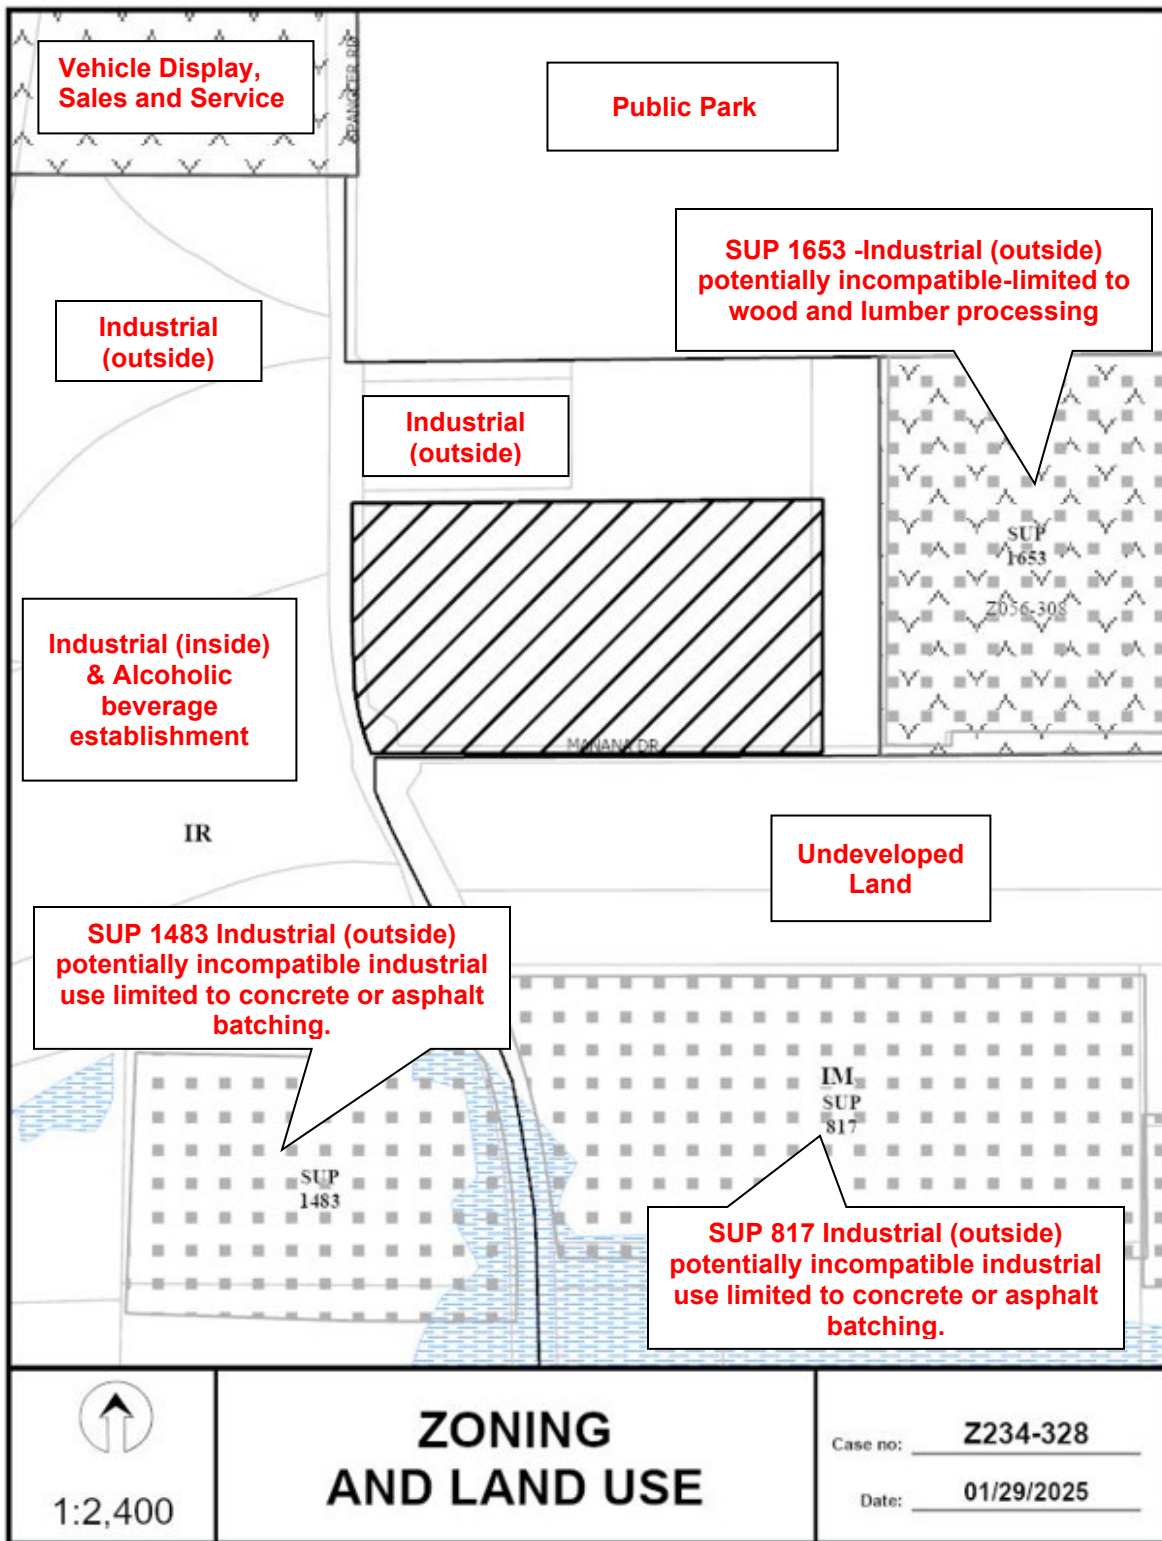 Vehicle Display,
Sales and Service
SPANGLER RD
Public Park
SUP 1653 -Industrial (outside)
potentially incompatible-limited to
wood and lumber processing
Industrial
(outside)
Industrial
(outside)
SUP
1653
Z056-308
Industrial (inside)
& Alcoholic
beverage
establishment
MANANA DR
IR
Undeveloped
Land
SUP 1483 Industrial (outside)
potentially incompatible industrial
use limited to concrete or asphalt
batching.
IM
SUP
817
SUP
1483
SUP 817 Industrial (outside)
potentially incompatible industrial
use limited to concrete or asphalt
batching.
1:2,400
ZONING
AND LAND USE
Case no: Z234-328
Date: 01/29/2025